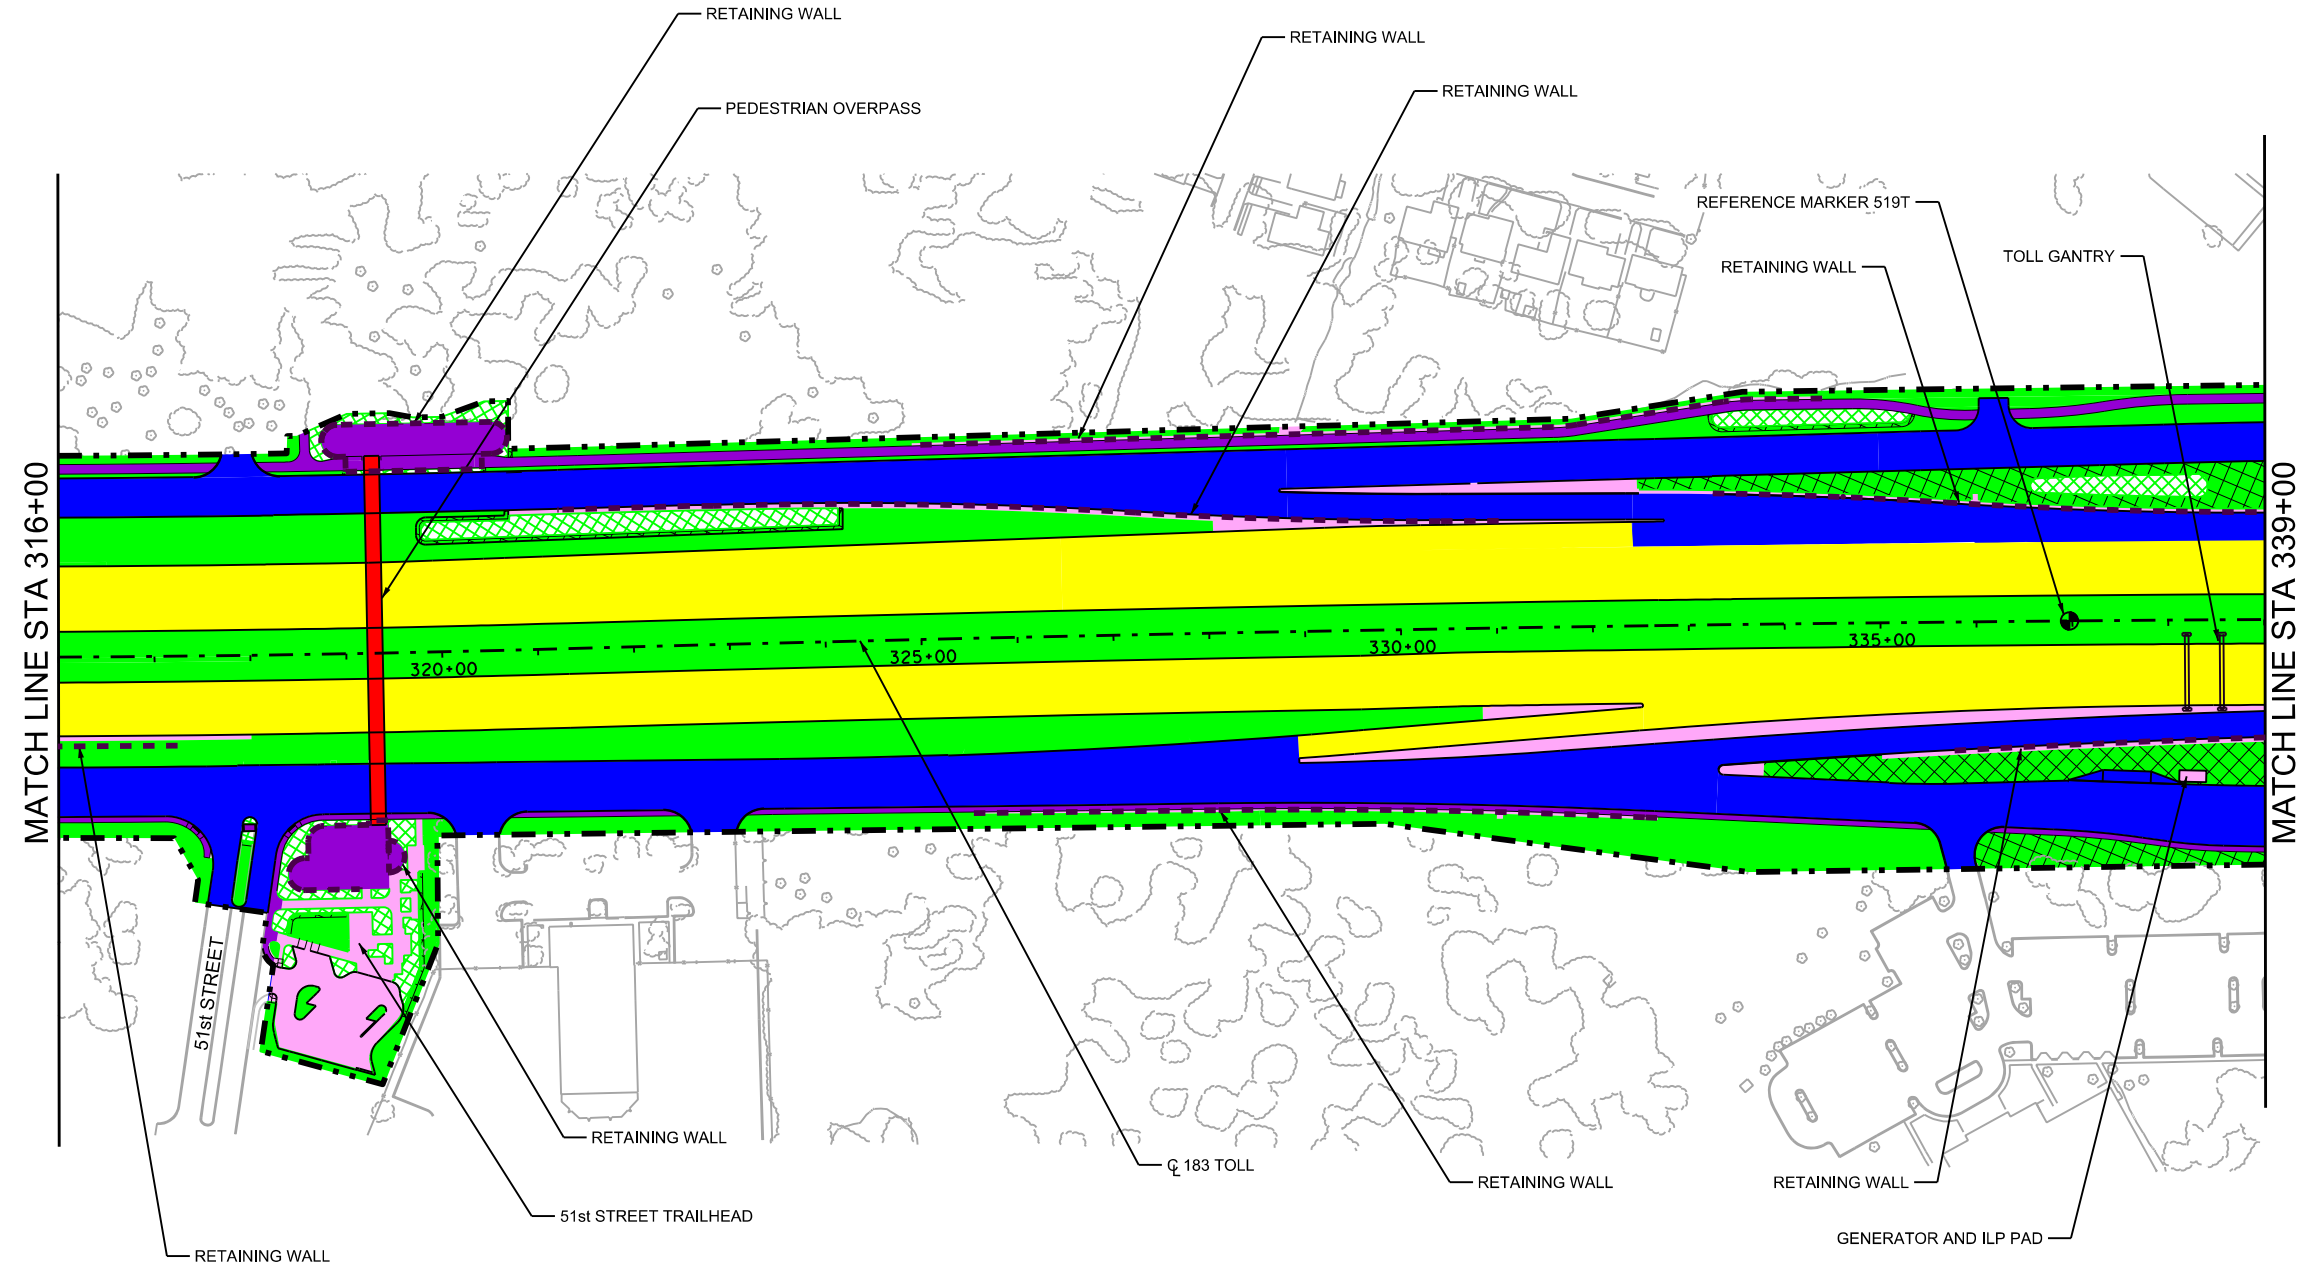 RETAINING WALL
RETAINING WALL
RETAINING WALL
PEDESTRIAN OVERPASS
REFERENCE MARKER 519T
TOLL GANTRY
RETAINING WALL
MATCH LINE STA 316+00
MATCH LINE STA 339+00
320+00
325+00
330+00
335+00
51st STREET
RETAINING WALL
℄ 183 TOLL
RETAINING WALL
RETAINING WALL
51st STREET TRAILHEAD
GENERATOR AND ILP PAD
RETAINING WALL